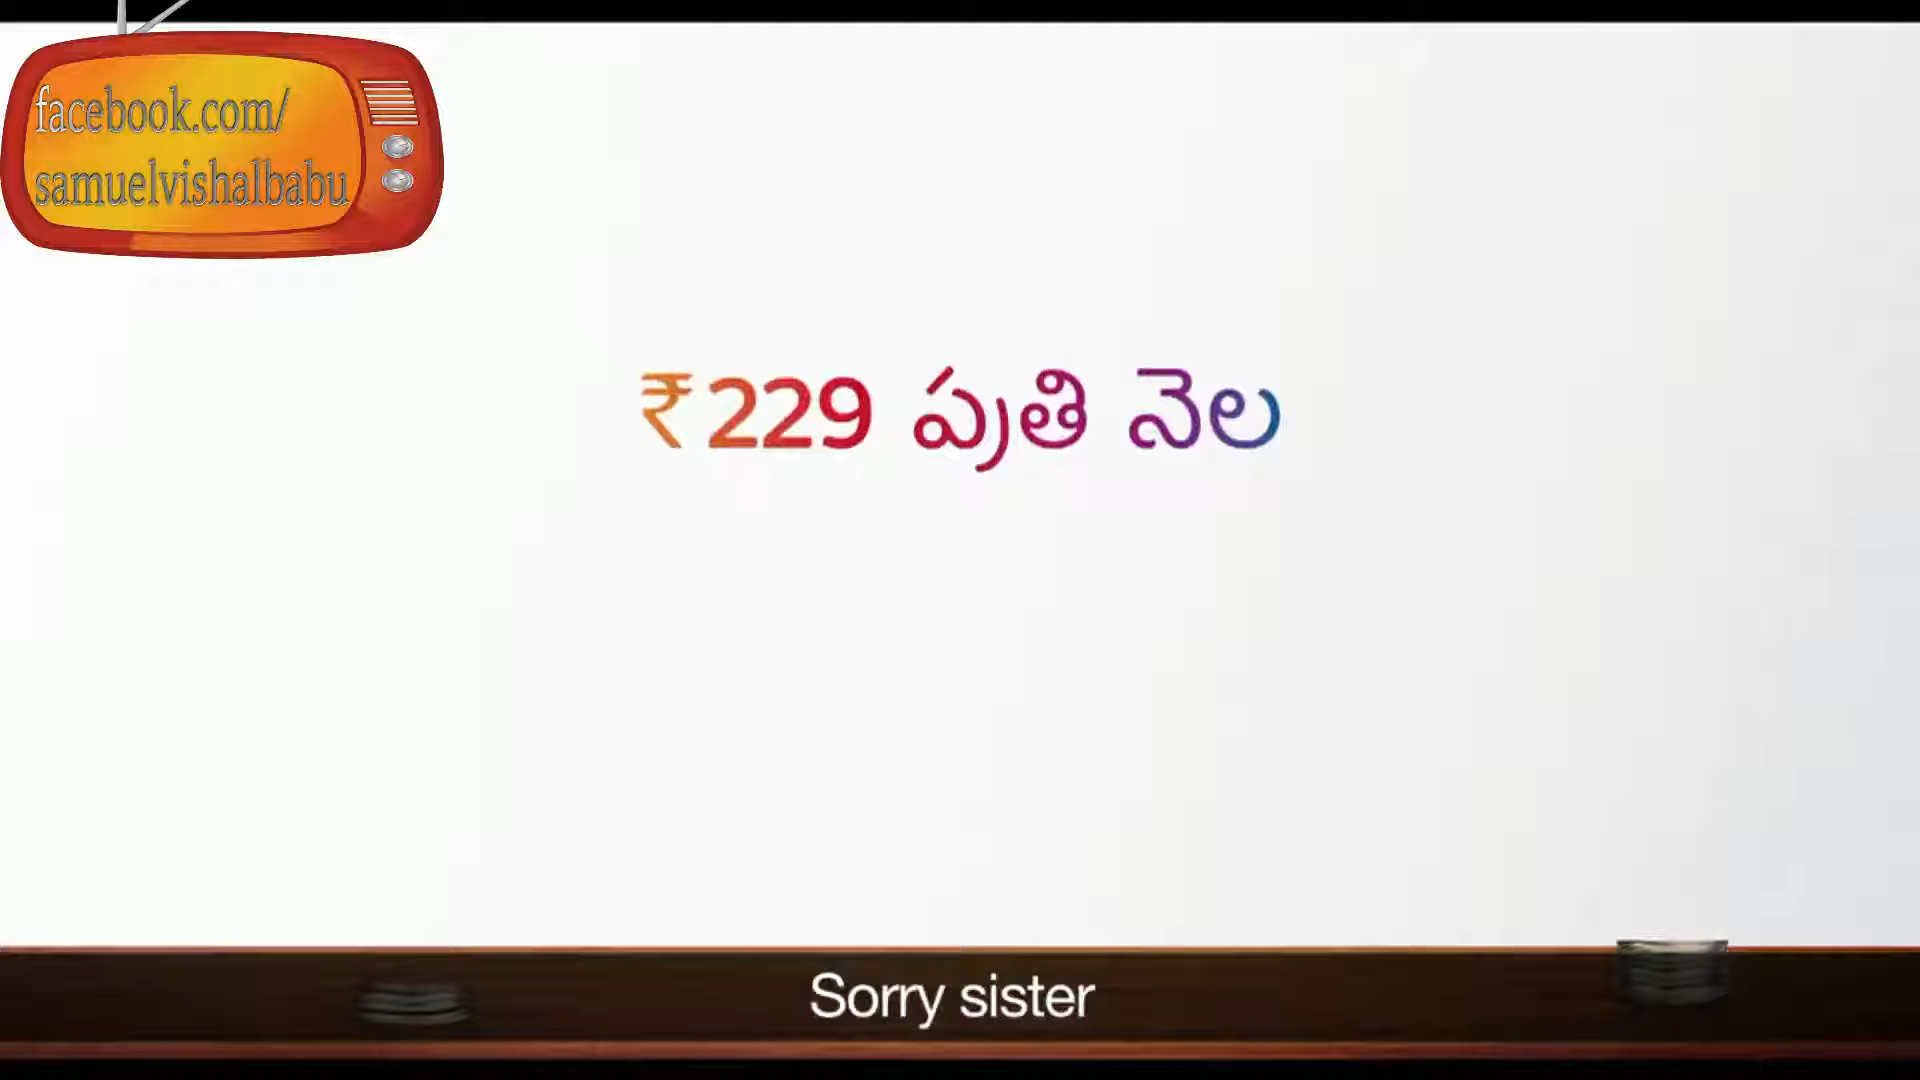 facebook.com/
samuelvishalbabu
₹229 ప్రతి నెల
Sorry sister